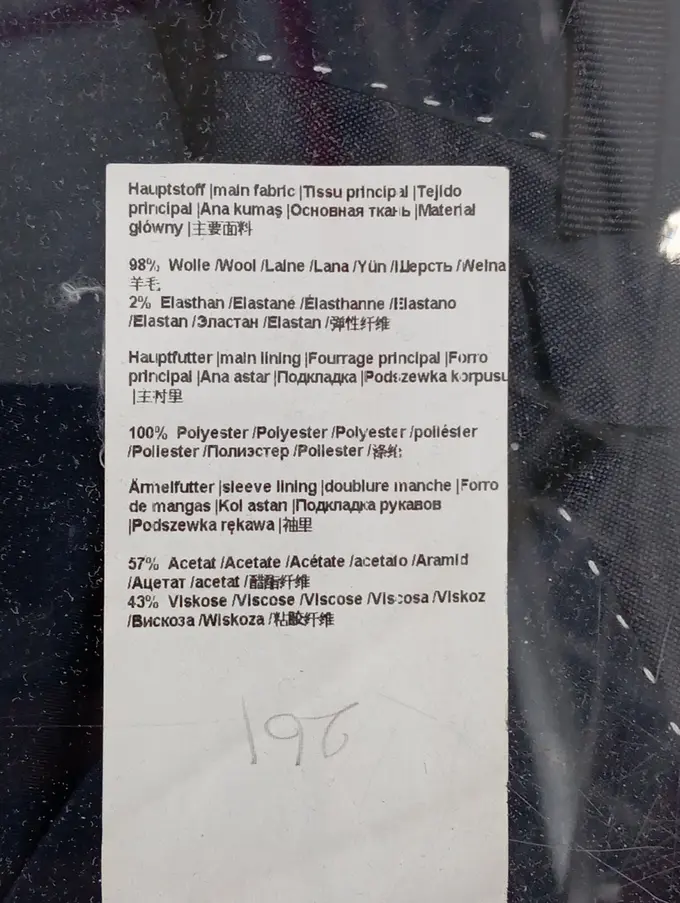 Hauptstoff |main fabric |Tissu principal |Tejido
principal |Ana kumaş |Основная ткань |Materiał
główny |主要面料
98% Wolle /Wool /Laine /Lana /Yün /Шерсть /Wełna
羊毛
2% Elasthan /Elastane /Élasthanne /Elastano
/Elastan /Эластан /Elastan /弹性纤维
Hauptfutter |main lining |Fourrage principal |Forro
principal |Ana astar |Подкладка |Podszewka korpusu
|主衬里
100% Polyester /Polyester /Polyester /poliéster
/Poliester /Полиэстер /Poliester /涤纶
Ärmelfutter |sleeve lining |doublure manche |Forro
de mangas |Kol astarı |Подкладка рукавов
|Podszewka rękawa |袖里
57% Acetat /Acetate /Acétate /acetato /Aramid
/Ацетат /acetat /醋酯纤维
43% Viskose /Viscose /Viscose /Viscosa /Viskoz
/Вискоза /Wiskoza /粘胶纤维